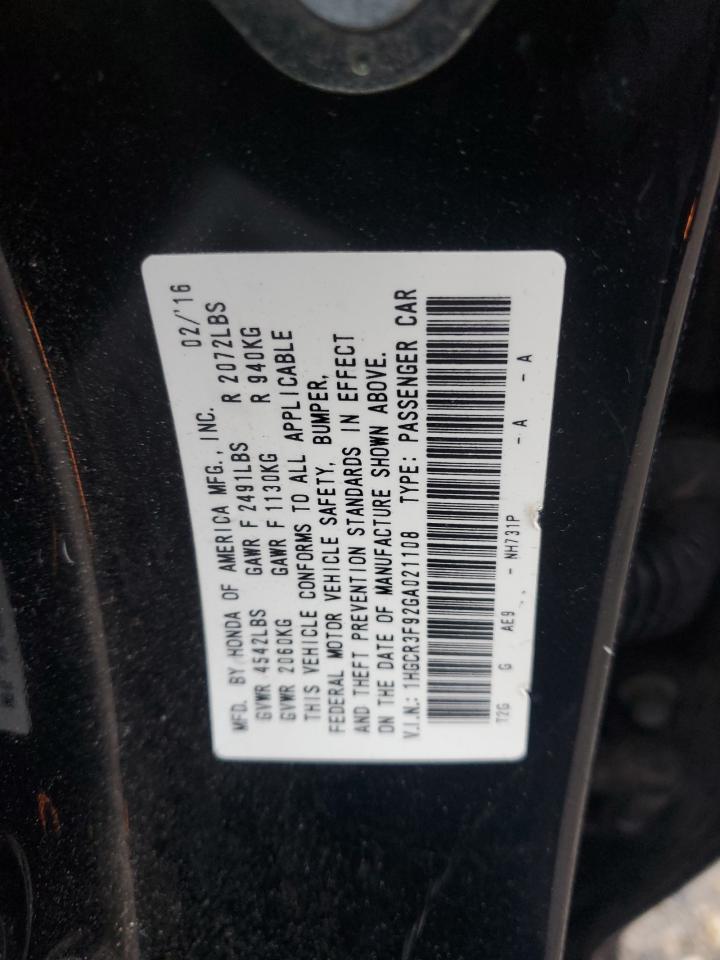 MFD. BY HONDA OF AMERICA MFG., INC. 02/'16
GVWR 4542LBS GAWR F 2491LBS R 2072LBS
GVWR 2060KG GAWR F 1130KG R 940KG
THIS VEHICLE CONFORMS TO ALL APPLICABLE
FEDERAL MOTOR VEHICLE SAFETY, BUMPER,
AND THEFT PREVENTION STANDARDS IN EFFECT
ON THE DATE OF MANUFACTURE SHOWN ABOVE.
V.I.N.: 1HGCR3F92GA021108 TYPE: PASSENGER CAR
T2G G AE9 - NH731P - A - A